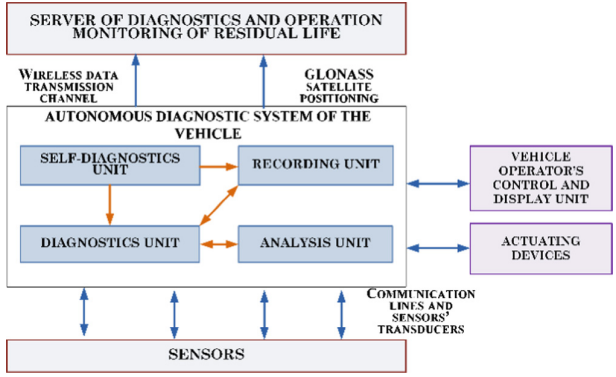 SERVER OF DIAGNOSTICS AND OPERATION
MONITORING OF RESIDUAL LIFE
WIRELESS DATA
TRANSMISSION
CHANNEL
GLONASS
SATELLITE
POSITIONING
AUTONOMOUS DIAGNOSTIC SYSTEM OF THE
VEHICLE
SELF-DIAGNOSTICS
UNIT
RECORDING UNIT
VEHICLE
OPERATOR'S
CONTROL AND
DISPLAY UNIT
DIAGNOSTICS UNIT
ANALYSIS UNIT
ACTUATING
DEVICES
COMMUNICATION
LINES AND
SENSORS'
TRANSDUCERS
SENSORS